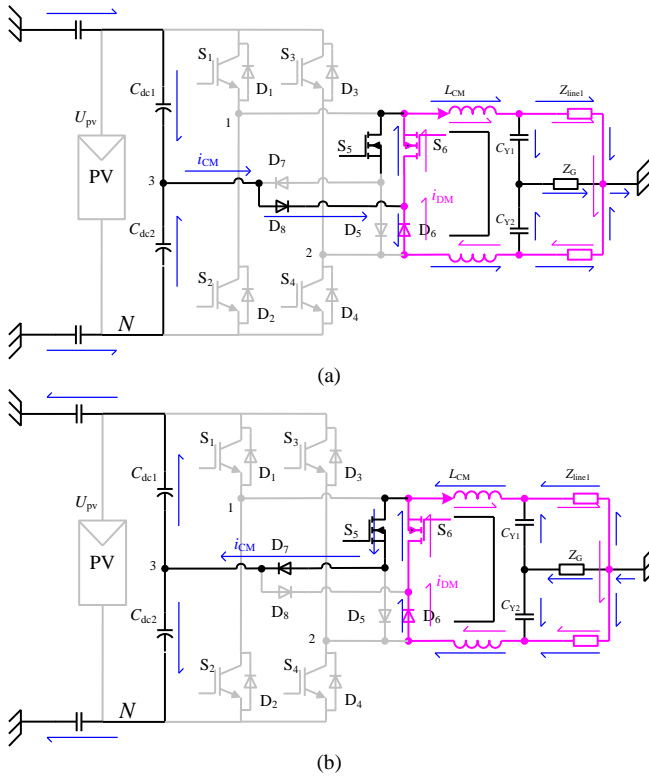 S1
S3
Cdc1
D1
D3
Upv
LCM
Zline1
1
S5
S6
CY1
PV
3
iCM
D7
ZG
D8
iDM
Cdc2
D5
D6
CY2
2
S2
S4
N
D2
D4
(a)
S1
S3
Cdc1
D1
D3
Upv
LCM
Zline1
1
S5
S6
CY1
PV
3
iCM
D7
ZG
D8
iDM
Cdc2
D5
D6
CY2
2
S2
S4
N
D2
D4
(b)